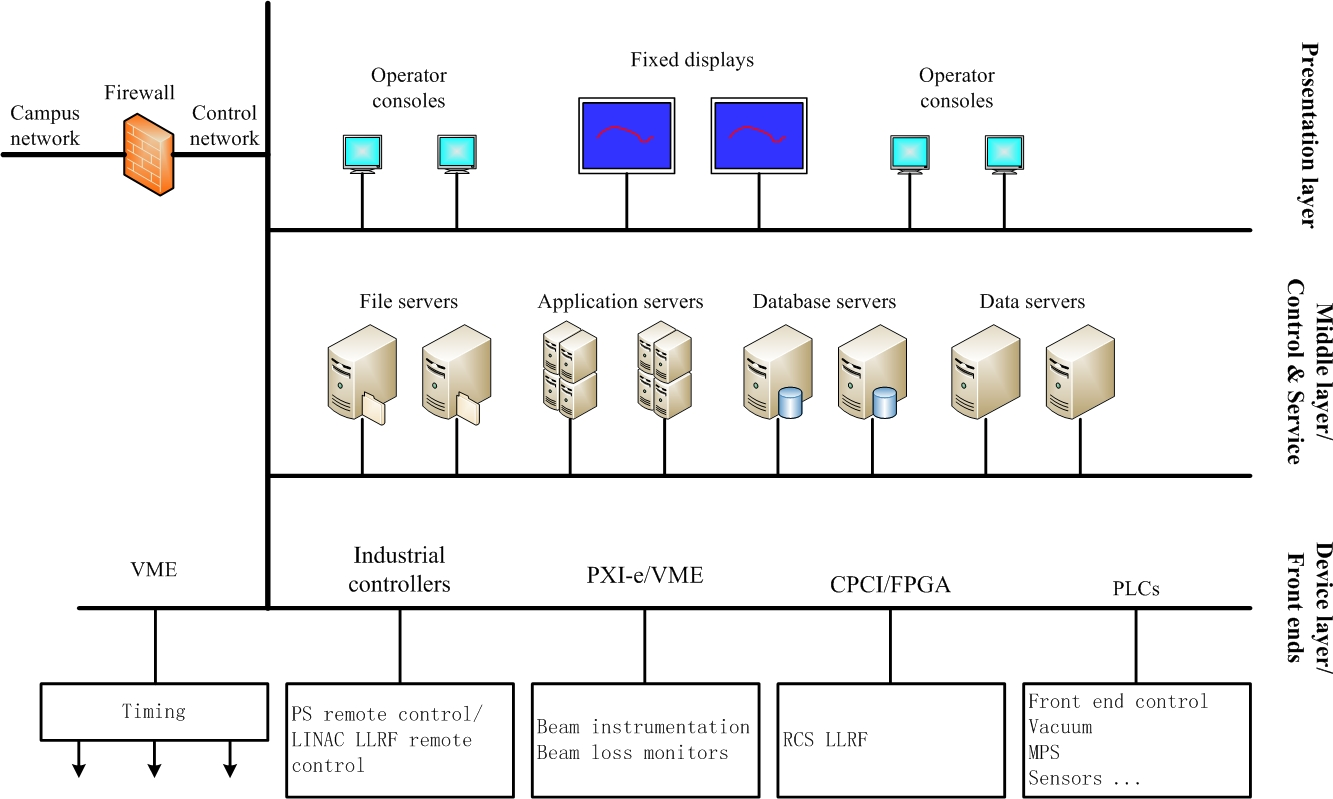 Campus
network
Firewall
Control
network
Operator
consoles
Fixed displays
Operator
consoles
Presentation layer
File servers
Application servers
Database servers
Data servers
Middle layer/
Control & Service
VME
Industrial
controllers
PXI-e/VME
CPCI/FPGA
PLCs
Device layer/
Front ends
Timing
PS remote control/
LINAC LLRF remote
control
Beam instrumentation
Beam loss monitors
RCS LLRF
Front end control
Vacuum
MPS
Sensors ...